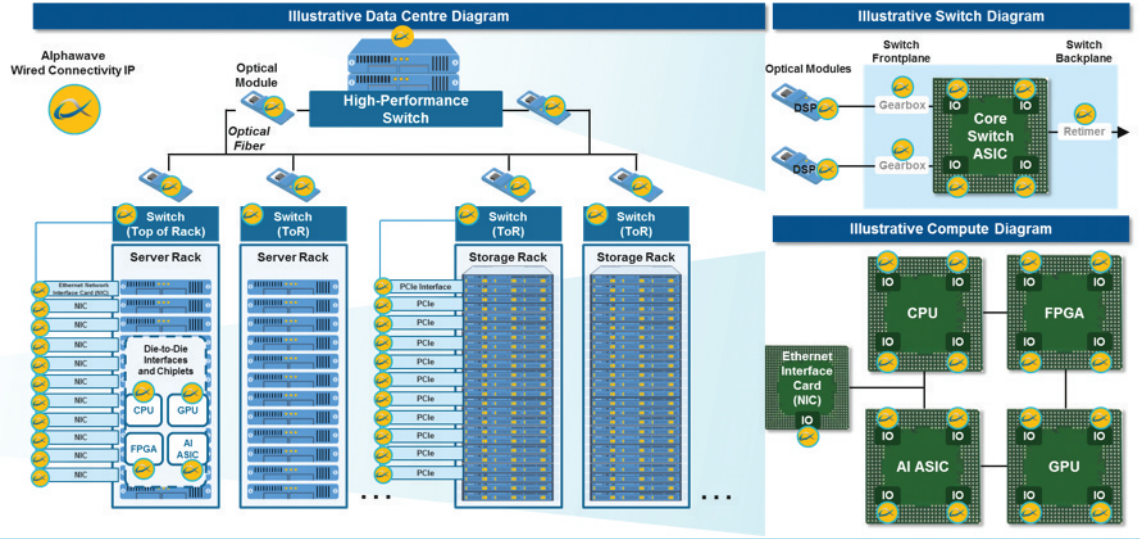 Illustrative Data Centre Diagram
Alphawave
Wired Connectivity IP
Optical
Module
High-Performance
Switch
Optical
Fiber
Switch
(Top of Rack)
Switch
(ToR)
Switch
(ToR)
Switch
(ToR)
Server Rack
Server Rack
Storage Rack
Storage Rack
Ethernet Network
Interface Card (NIC)
NIC
NIC
NIC
NIC
NIC
NIC
NIC
NIC
NIC
NIC
Die-to-Die
Interfaces
and Chiplets
CPU
GPU
FPGA
AI
ASIC
PCIe Interface
PCIe
PCIe
PCIe
PCIe
PCIe
PCIe
PCIe
PCIe
PCIe
PCIe
...
...
Illustrative Switch Diagram
Switch
Frontplane
Switch
Backplane
Optical Modules
DSP
Gearbox
DSP
Gearbox
IO
IO
Core
Switch
ASIC
IO
IO
Retimer
Illustrative Compute Diagram
IO
IO
CPU
IO
IO
IO
IO
FPGA
IO
IO
Ethernet
Interface
Card
(NIC)
IO
IO
IO
AI ASIC
IO
IO
IO
IO
GPU
IO
IO